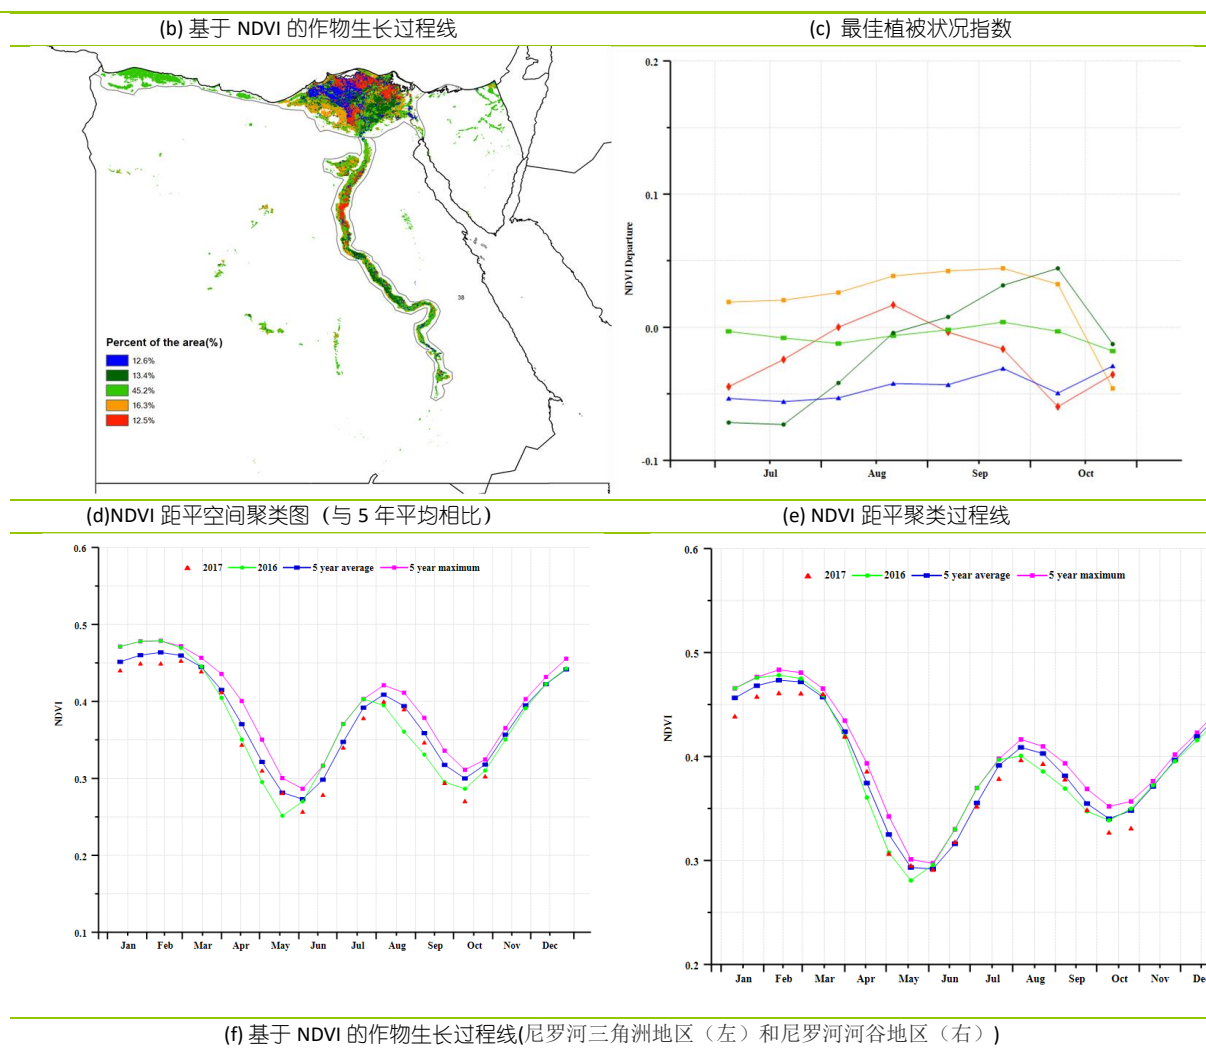 (b) 基于 NDVI 的作物生长过程线
(c) 最佳植被状况指数
38
Percent of the area(%)
12.6%
13.4%
45.2%
16.3%
12.5%
0.2
0.1
0.0
-0.1
NDVI Departure
Jul Aug Sep Oct
(d)NDVI 距平空间聚类图（与 5 年平均相比）
(e) NDVI 距平聚类过程线
0.6
0.5
0.4
0.3
0.2
0.1
NDVI
2017 2016 5 year average 5 year maximum
Jan Feb Mar Apr May Jun Jul Aug Sep Oct Nov Dec
0.6
0.5
0.4
0.3
0.2
NDVI
2017 2016 5 year average 5 year maximum
Jan Feb Mar Apr May Jun Jul Aug Sep Oct Nov De
(f) 基于 NDVI 的作物生长过程线(尼罗河三角洲地区（左）和尼罗河河谷地区（右）)